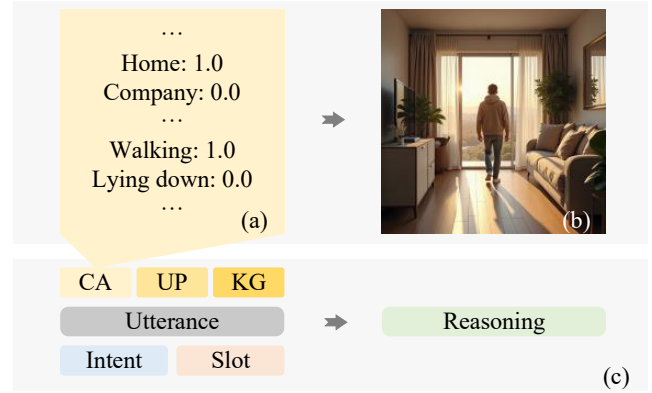 ...
Home: 1.0
Company: 0.0
...
Walking: 1.0
Lying down: 0.0
...
(a)
(b)
CA UP KG
Utterance
Reasoning
Intent Slot
(c)